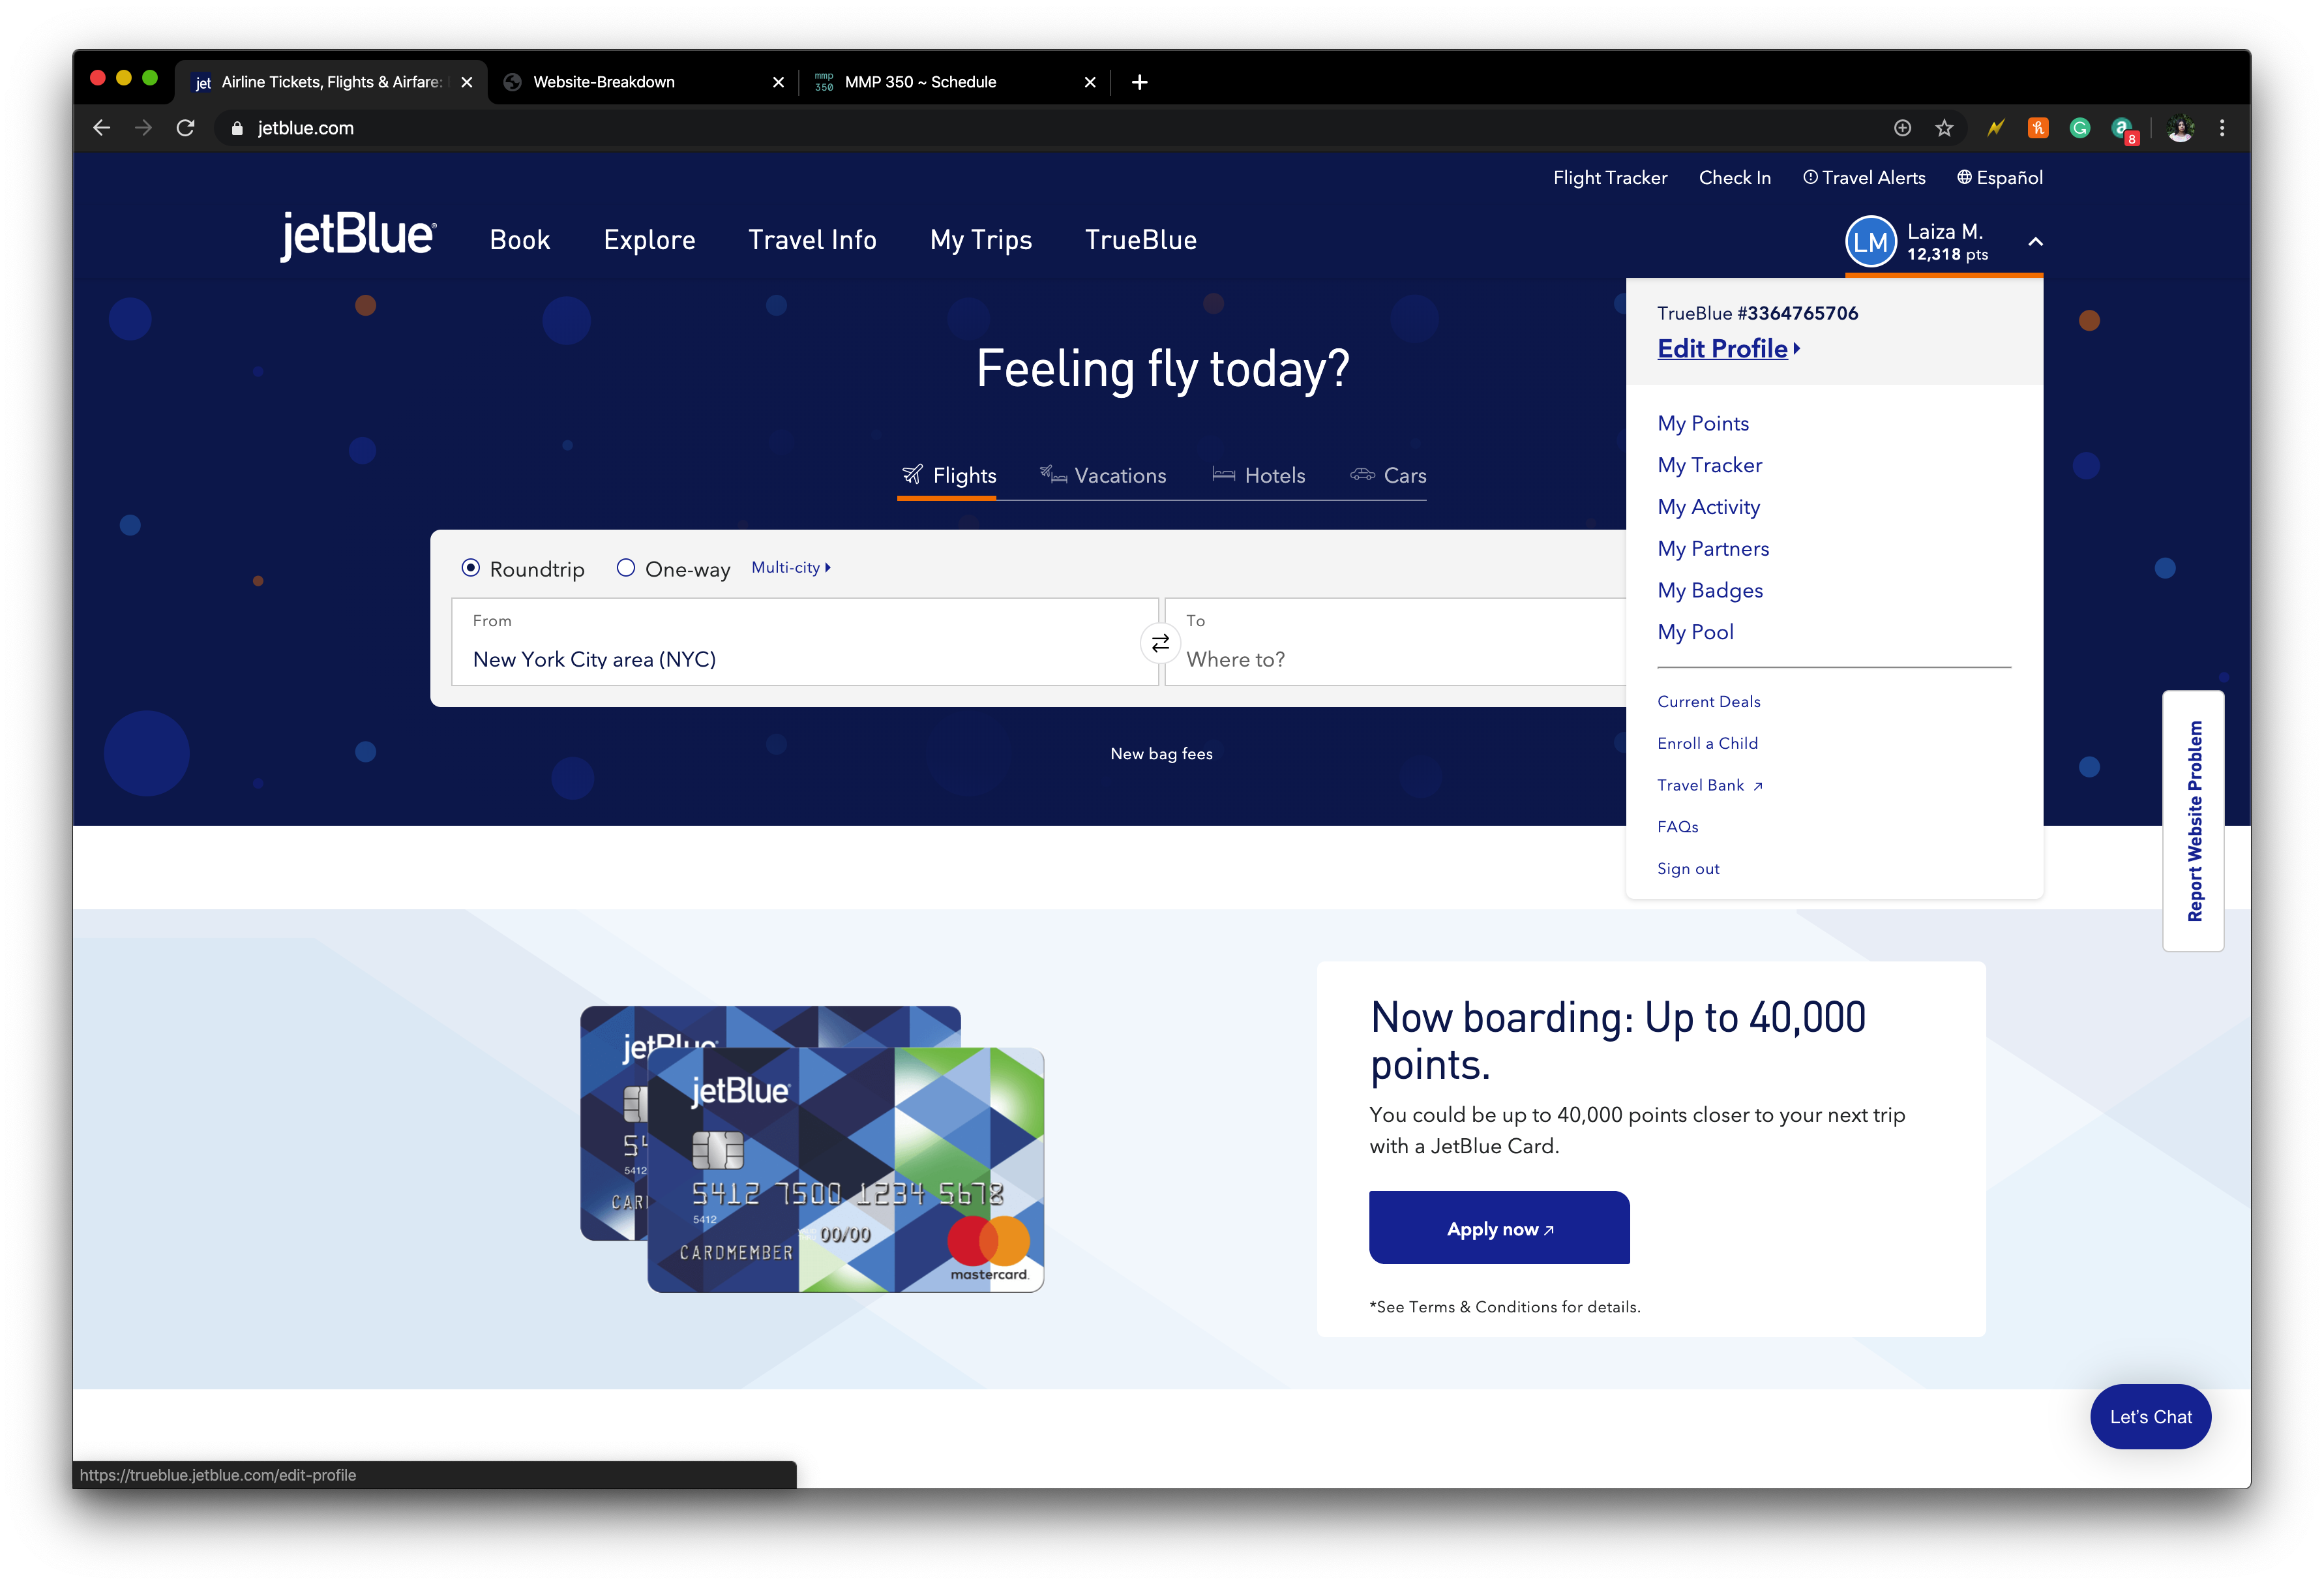 jet Airline Tickets, Flights & Airfare:
Website-Breakdown
mmp 350 MMP 350 ~ Schedule
jetblue.com
8
Flight Tracker Check In Travel Alerts Español
jetBlue Book Explore Travel Info My Trips TrueBlue
LM Laiza M.
12,318 pts
TrueBlue #3364765706
Edit Profile
My Points
My Tracker
My Activity
My Partners
My Badges
My Pool
Current Deals
Enroll a Child
Travel Bank
FAQs
Sign out
Feeling fly today?
Flights Vacations Hotels Cars
Roundtrip One-way Multi-city
From
New York City area (NYC)
To
Where to?
New bag fees
Report Website Problem
jetBlue
5412
jetBlue
5412 7500 1234 5678
5412
00/00
CARDMEMBER
mastercard.
Now boarding: Up to 40,000
points.
You could be up to 40,000 points closer to your next trip
with a JetBlue Card.
Apply now
*See Terms & Conditions for details.
Let's Chat
https://trueblue.jetblue.com/edit-profile